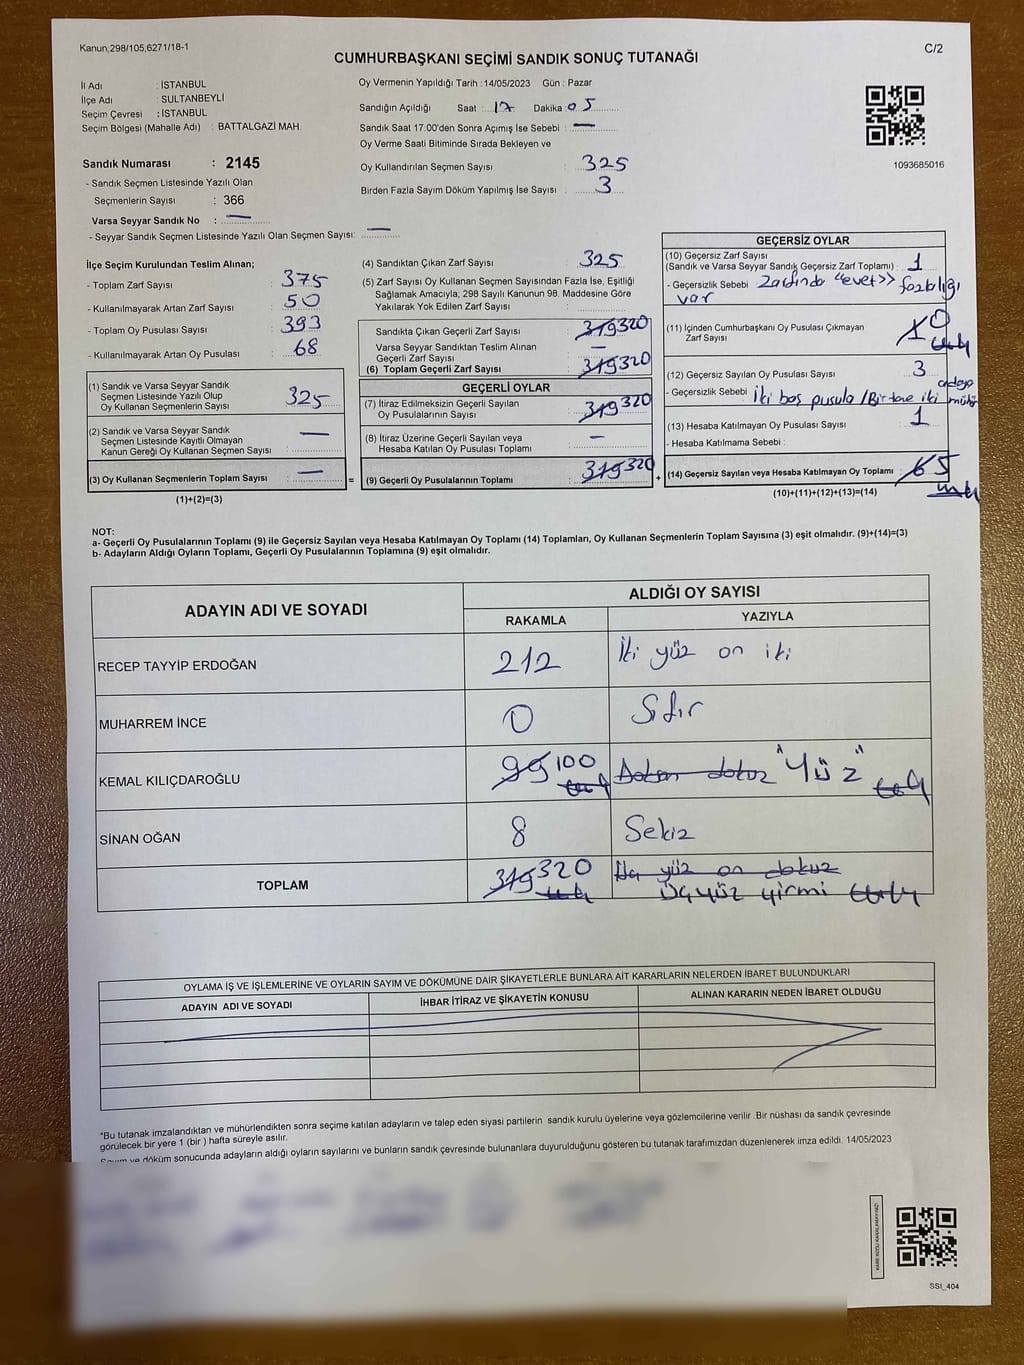 Kanun,298/105,6271/18-1
C/2
CUMHURBAŞKANI SEÇİMİ SANDIK SONUÇ TUTANAĞI
İl Adı : İSTANBUL
İlçe Adı : SULTANBEYLİ
Seçim Çevresi : İSTANBUL
Seçim Bölgesi (Mahalle Adı) : BATTALGAZİ MAH.
Sandık Numarası : 2145
- Sandık Seçmen Listesinde Yazılı Olan
Seçmenlerin Sayısı : 366
Varsa Seyyar Sandık No : —
- Seyyar Sandık Seçmen Listesinde Yazılı Olan Seçmen Sayısı: —
Oy Vermenin Yapıldığı Tarih : 14/05/2023 Gün : Pazar
Sandığın Açıldığı Saat : 17 Dakika 05
Sandık Saat 17:00'den Sonra Açımış İse Sebebi : —
Oy Verme Saati Bitiminde Sırada Bekleyen ve
Oy Kullandırılan Seçmen Sayısı : 325
Birden Fazla Sayım Döküm Yapılmış İse Sayısı : 3
1093685016
İlçe Seçim Kurulundan Teslim Alınan;
- Toplam Zarf Sayısı : 375
- Kullanılmayarak Artan Zarf Sayısı : 50
- Toplam Oy Pusulası Sayısı : 393
- Kullanılmayarak Artan Oy Pusulası : 68
(1) Sandık ve Varsa Seyyar Sandık
Seçmen Listesinde Yazılı Olup
Oy Kullanan Seçmenlerin Sayısı : 325
(2) Sandık ve Varsa Seyyar Sandık
Seçmen Listesinde Kayıtlı Olmayan
Kanun Gereği Oy Kullanan Seçmen Sayısı : —
(3) Oy Kullanan Seçmenlerin Toplam Sayısı : —
(1)+(2)=(3)
=
(4) Sandıktan Çıkan Zarf Sayısı : 325
(5) Zarf Sayısı Oy Kullanan Seçmen Sayısından Fazla İse, Eşitliği
Sağlamak Amacıyla; 298 Sayılı Kanunun 98. Maddesine Göre
Yakılarak Yok Edilen Zarf Sayısı :
Sandıkta Çıkan Geçerli Zarf Sayısı : 319 320
Varsa Seyyar Sandıktan Teslim Alınan
Geçerli Zarf Sayısı : —
(6) Toplam Geçerli Zarf Sayısı : 319 320
GEÇERLİ OYLAR
(7) İtiraz Edilmeksizin Geçerli Sayılan
Oy Pusulalarının Sayısı : 319 320
(8) İtiraz Üzerine Geçerli Sayılan veya
Hesaba Katılan Oy Pusulası Toplamı : —
(9) Geçerli Oy Pusulalarının Toplamı : 319 320
+
GEÇERSİZ OYLAR
(10) Geçersiz Zarf Sayısı
(Sandık ve Varsa Seyyar Sandık Geçersiz Zarf Toplamı) : 1
- Geçersizlik Sebebi : Zarfında "evet>> fazlalığı
var
(11) İçinden Cumhurbaşkanı Oy Pusulası Çıkmayan
Zarf Sayısı : 1 0
(12) Geçersiz Sayılan Oy Pusulası Sayısı : 3
- Geçersizlik Sebebi : İki boş pusula / Bir tane iki adaya mühür
(13) Hesaba Katılmayan Oy Pusulası Sayısı : 1
- Hesaba Katılmama Sebebi :
(14) Geçersiz Sayılan veya Hesaba Katılmayan Oy Toplamı : 6 5
(10)+(11)+(12)+(13)=(14)
NOT:
a- Geçerli Oy Pusulalarının Toplamı (9) ile Geçersiz Sayılan veya Hesaba Katılmayan Oy Toplamı (14) Toplamları, Oy Kullanan Seçmenlerin Toplam Sayısına (3) eşit olmalıdır. (9)+(14)=(3)
b- Adayların Aldığı Oyların Toplamı, Geçerli Oy Pusulalarının Toplamına (9) eşit olmalıdır.
ADAYIN ADI VE SOYADI
ALDIĞI OY SAYISI
RAKAMLA YAZIYLA
RECEP TAYYİP ERDOĞAN 212 İki yüz on iki
MUHARREM İNCE 0 Sıfır
KEMAL KILIÇDAROĞLU 99 100 Doksan dokuz "Yüz"
SİNAN OĞAN 8 Sekiz
TOPLAM 319 320 yüz on dokuz
üçyüz yirmi
OYLAMA İŞ VE İŞLEMLERİNE VE OYLARIN SAYIM VE DÖKÜMÜNE DAİR ŞİKAYETLERLE BUNLARA AİT KARARLARIN NELERDEN İBARET BULUNDUKLARI
ADAYIN ADI VE SOYADI İHBAR İTİRAZ VE ŞİKAYETİN KONUSU ALINAN KARARIN NEDEN İBARET OLDUĞU
*Bu tutanak imzalandıktan ve mühürlendikten sonra seçime katılan adayların ve talep eden siyasi partilerin sandık kurulu üyelerine veya gözlemcilerine verilir .Bir nüshası da sandık çevresinde
görülecek bir yere 1 (bir ) hafta süreyle asılır.
Sayım ve döküm sonucunda adayların aldığı oyların sayılarını ve bunların sandık çevresinde bulunanlara duyurulduğunu gösteren bu tutanak tarafımızdan düzenlenerek imza edildi. 14/05/2023
SSI_404